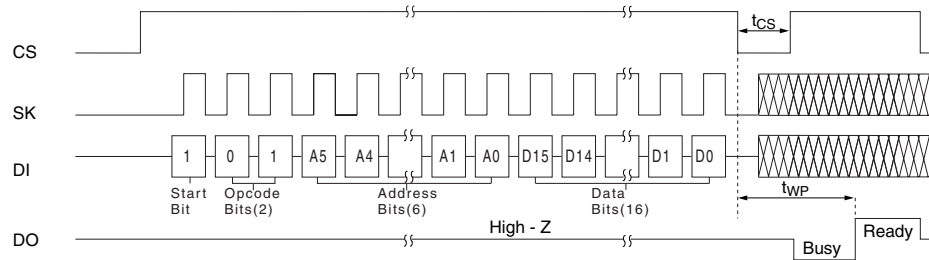 CS
tCS
SK
DI
1 0 1 A5 A4 A1 A0 D15 D14 D1 D0
Start Bit
Opcode Bits(2)
Address Bits(6)
Data Bits(16)
tWP
DO
High - Z
Busy
Ready